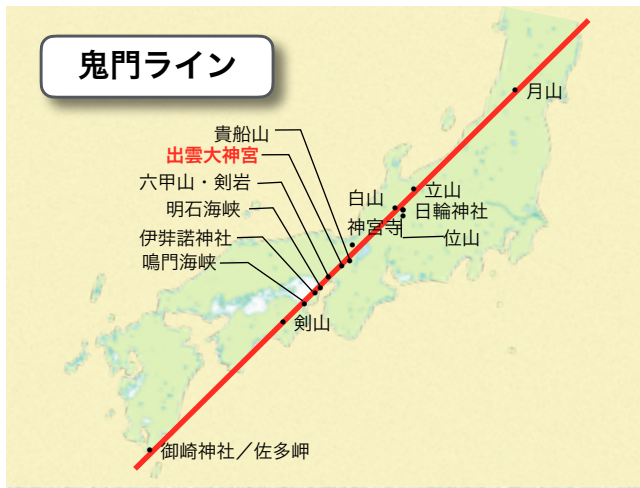 鬼門ライン
月山
貴船山
出雲大神宮
六甲山・剣岩
立山
白山
日輪神社
明石海峡
神宮寺
位山
伊弉諾神社
鳴門海峡
剣山
御崎神社／佐多岬